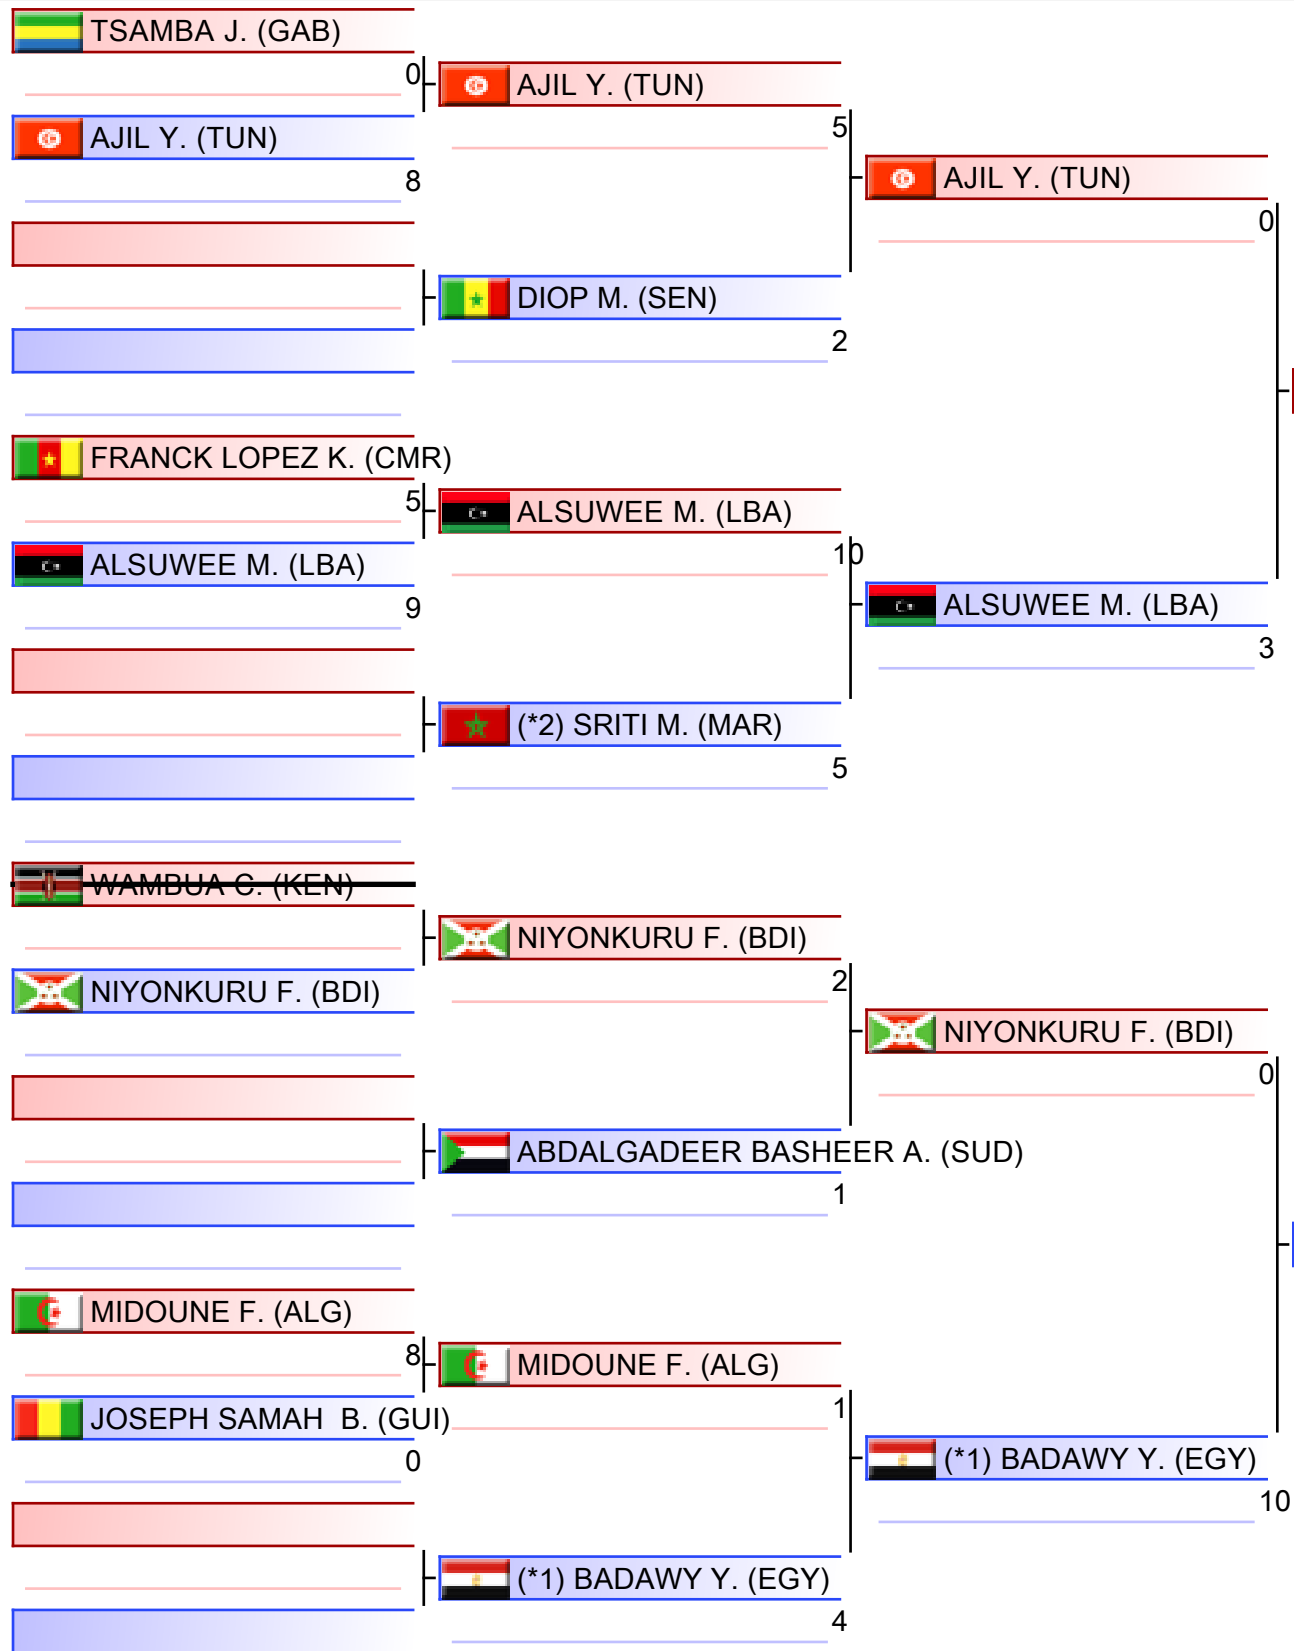 TSAMBA J. (GAB)
0
AJIL Y. (TUN)
8
FRANCK LOPEZ K. (CMR)
5
ALSUWEE M. (LBA)
9
WAMBUA C. (KEN)
NIYONKURU F. (BDI)
MIDOUNE F. (ALG)
8
JOSEPH SAMAH  B. (GUI)
0
AJIL Y. (TUN)
5
DIOP M. (SEN)
2
ALSUWEE M. (LBA)
10
(*2) SRITI M. (MAR)
5
NIYONKURU F. (BDI)
2
ABDALGADEER BASHEER A. (SUD)
1
MIDOUNE F. (ALG)
1
(*1) BADAWY Y. (EGY)
4
AJIL Y. (TUN)
0
ALSUWEE M. (LBA)
3
NIYONKURU F. (BDI)
0
(*1) BADAWY Y. (EGY)
10